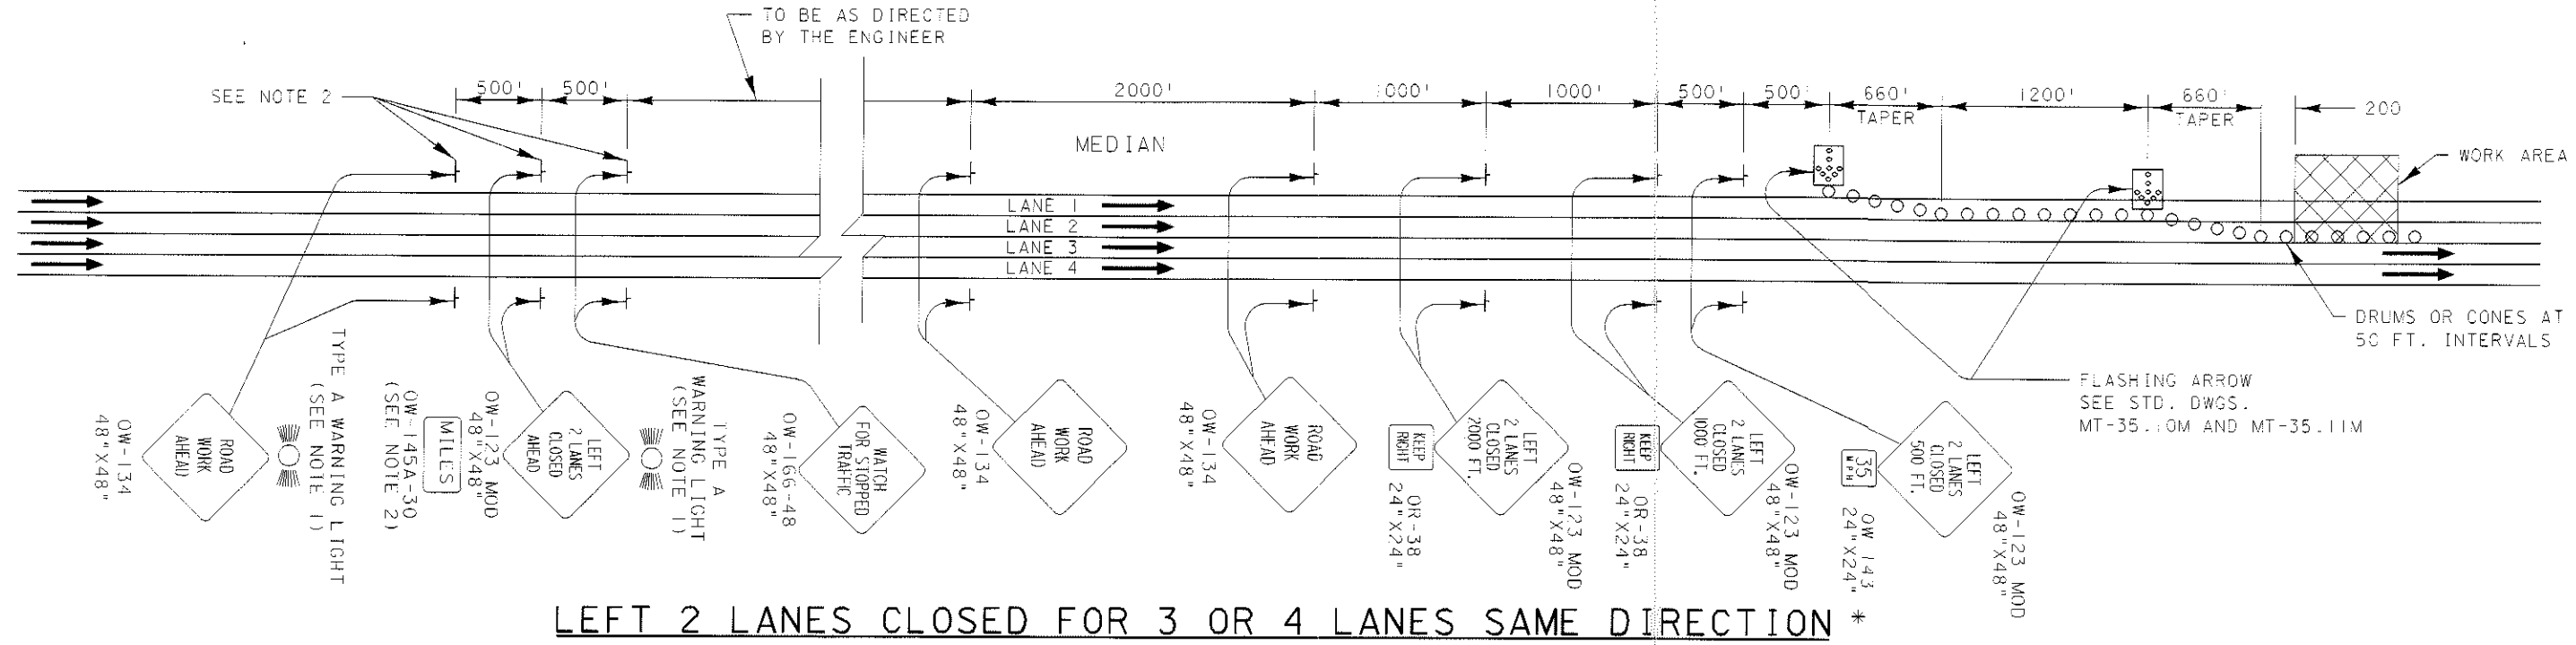 TO BE AS DIRECTED
BY THE ENGINEER
SEE NOTE 2
500'
500'
2000'
1000'
1000'
500'
500'
660'
TAPER
1200'
660'
TAPER
200
MEDIAN
WORK AREA
LANE 1
LANE 2
LANE 3
LANE 4
DRUMS OR CONES AT
50 FT. INTERVALS
FLASHING ARROW
SEE STD. DWGS.
MT-35.10M AND MT-35.11M
OW-134
48"X48"
ROAD
WORK
AHEAD
TYPE A WARNING LIGHT
(SEE NOTE 1)
OW-145A-30
(SEE NOTE 2)
MILES
OW-123 MOD
48"X48"
LEFT
2 LANES
CLOSED
AHEAD
TYPE A
WARNING LIGHT
(SEE NOTE 1)
OW-166-48
48"X48"
WATCH
FOR STOPPED
TRAFFIC
OW-134
48"X48"
ROAD
WORK
AHEAD
OW-134
48"X48"
ROAD
WORK
AHEAD
KEEP
RIGHT
OR-38
24"X24"
LEFT
2 LANES
CLOSED
2000 FT.
OW-123 MOD
48"X48"
KEEP
RIGHT
OR-38
24"X24"
LEFT
2 LANES
CLOSED
1000 FT.
OW-123 MOD
48"X48"
35
MPH
OW 143
24"X24"
LEFT
2 LANES
CLOSED
500 FT.
OW-123 MOD
48"X48"
LEFT 2 LANES CLOSED FOR 3 OR 4 LANES SAME DIRECTION *